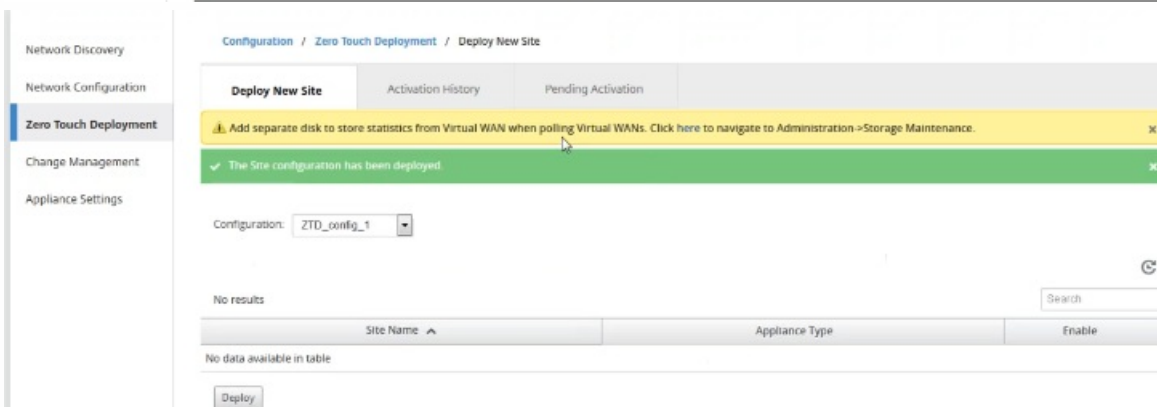 Configuration / Zero Touch Deployment / Deploy New Site
Network Discovery
Network Configuration
Zero Touch Deployment
Change Management
Appliance Settings
Deploy New Site Activation History Pending Activation
Add separate disk to store statistics from Virtual WAN when polling Virtual WANs. Click here to navigate to Administration->Storage Maintenance.
The Site configuration has been deployed.
Configuration: ZTD_config_1
No results
Search
Site Name Appliance Type Enable
No data available in table
Deploy